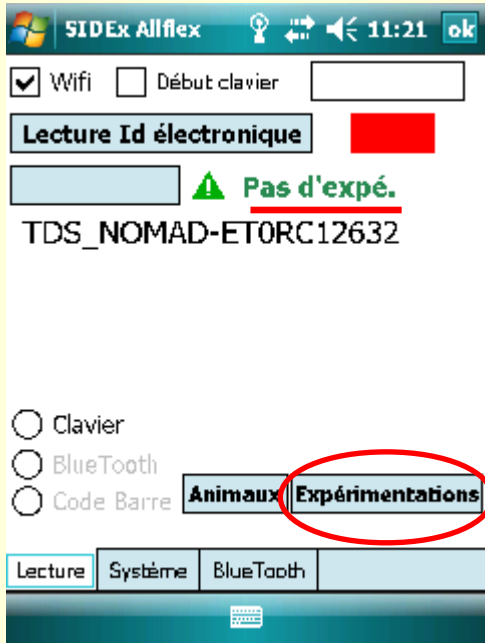 SIDEx Allflex 11:21 ok
Wifi Début clavier
Lecture Id électronique
Pas d'expé.
TDS_NOMAD-ET0RC12632
Clavier
BlueTooth
Code Barre Animaux Expérimentations
Lecture Système BlueTooth